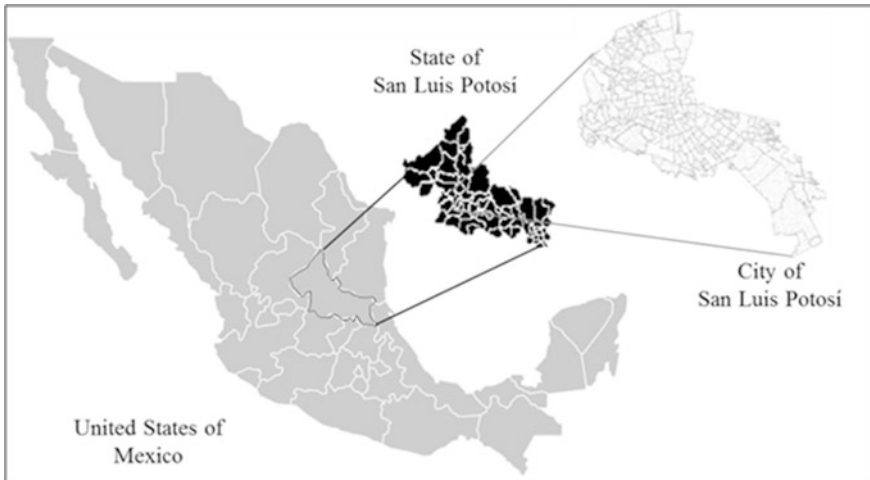 State of
San Luis Potosí
City of
San Luis Potosí
United States of
Mexico